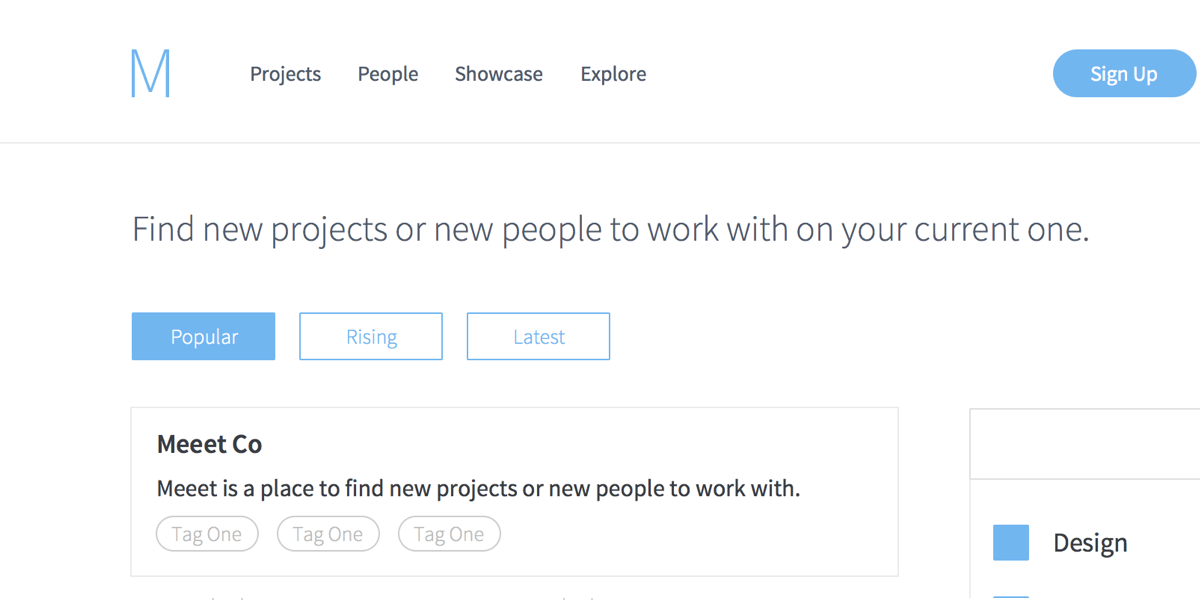 M
Projects People Showcase Explore
Sign Up
Find new projects or new people to work with on your current one.
Popular Rising Latest
Meeet Co
Meeet is a place to find new projects or new people to work with.
Tag One Tag One Tag One
Design